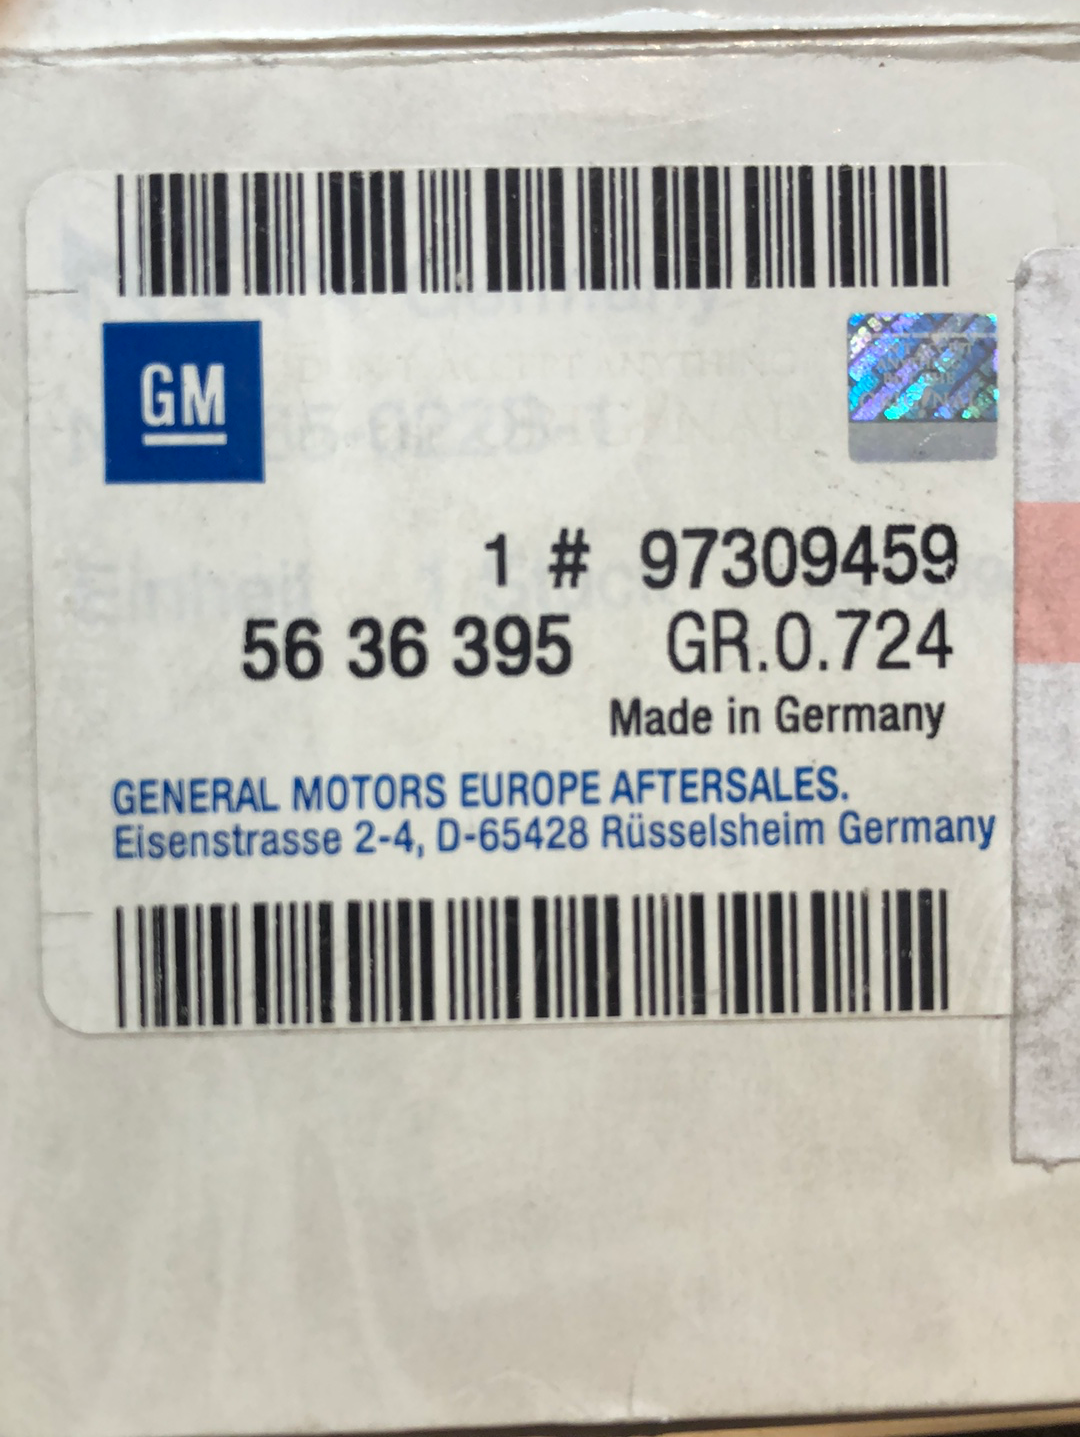 GM
1 # 97309459
56 36 395 GR.0.724
Made in Germany
GENERAL MOTORS EUROPE AFTERSALES.
Eisenstrasse 2-4, D-65428 Rüsselsheim Germany